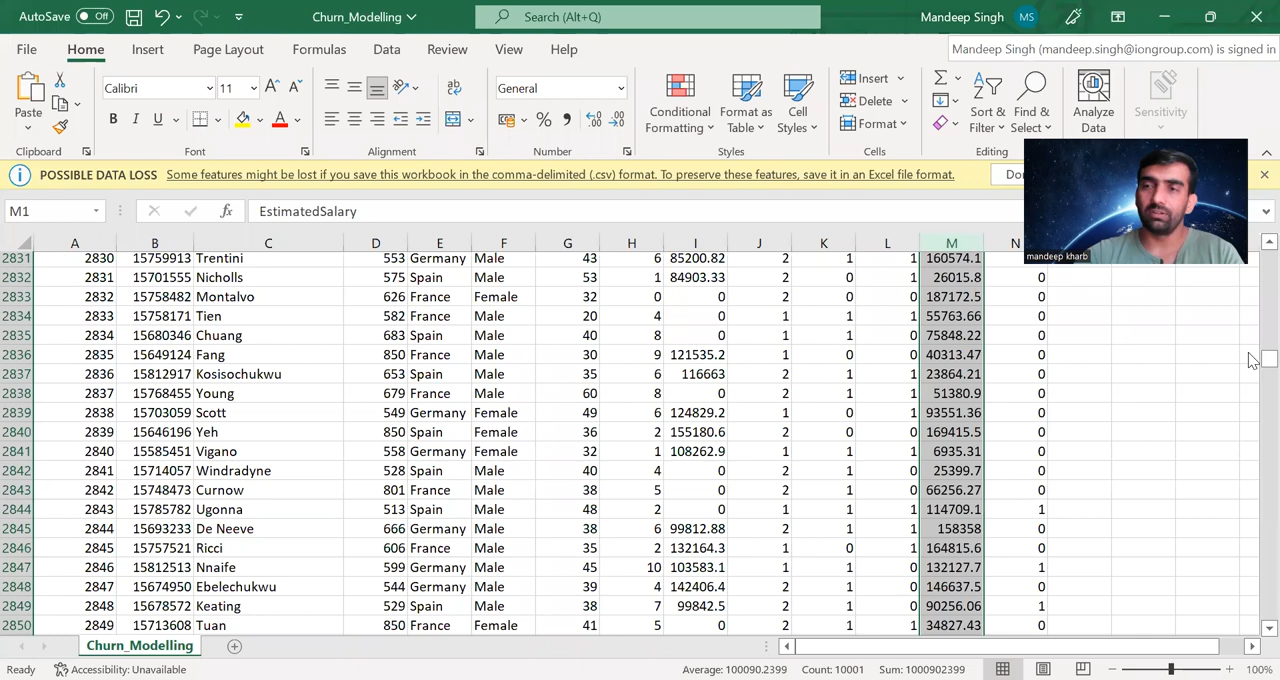 AutoSave Off Churn_Modelling Search (Alt+Q) Mandeep Singh MS
File Home Insert Page Layout Formulas Data Review View Help Mandeep Singh (mandeep.singh@iongroup.com) is signed in
Paste Calibri 11 General Conditional Formatting Format as Table Cell Styles Insert Delete Format Sort & Filter Find & Select Analyze Data Sensitivity
Clipboard Font Alignment Number Styles Cells Editing
POSSIBLE DATA LOSS Some features might be lost if you save this workbook in the comma-delimited (.csv) format. To preserve these features, save it in an Excel file format.
M1 fx EstimatedSalary
mandeep kharb
A B C D E F G H I J K L M N
2831 2830 15759913 Trentini 553 Germany Male 43 6 85200.82 2 1 1 160574.1 0
2832 2831 15701555 Nicholls 575 Spain Male 53 1 84903.33 2 0 1 26015.8 0
2833 2832 15758482 Montalvo 626 France Female 32 0 0 2 0 0 187172.5 0
2834 2833 15758171 Tien 582 France Male 20 4 0 2 1 1 55763.66 0
2835 2834 15680346 Chuang 683 Spain Male 40 8 0 1 1 0 75848.22 0
2836 2835 15649124 Fang 850 France Male 30 9 121535.2 1 0 0 40313.47 0
2837 2836 15812917 Kosisochukwu 653 Spain Male 35 6 116663 2 1 1 23864.21 0
2838 2837 15768455 Young 679 France Male 60 8 0 2 1 1 51380.9 0
2839 2838 15703059 Scott 549 Germany Female 49 6 124829.2 1 0 1 93551.36 0
2840 2839 15646196 Yeh 850 Spain Female 36 2 155180.6 2 0 0 169415.5 0
2841 2840 15585451 Vigano 558 Germany Female 32 1 108262.9 1 1 1 6935.31 0
2842 2841 15714057 Windradyne 528 Spain Male 40 4 0 2 1 0 25399.7 0
2843 2842 15748473 Curnow 801 France Male 38 5 0 2 1 0 66256.27 0
2844 2843 15785782 Ugonna 513 Spain Male 48 2 0 1 0 1 114709.1 1
2845 2844 15693233 De Neeve 666 Germany Male 38 6 99812.88 2 1 1 158358 0
2846 2845 15757521 Ricci 606 France Male 35 2 132164.3 1 0 1 164815.6 0
2847 2846 15812513 Nnaife 599 Germany Male 45 10 103583.1 1 1 0 132127.7 1
2848 2847 15674950 Ebelechukwu 544 Germany Male 39 4 142406.4 2 1 0 146637.5 0
2849 2848 15678572 Keating 529 Spain Male 38 7 99842.5 2 1 0 90256.06 1
2850 2849 15713608 Tuan 850 France Female 41 5 0 2 1 1 34827.43 0
Churn_Modelling
Ready Accessibility: Unavailable Average: 100090.2399 Count: 10001 Sum: 1000902399 100%